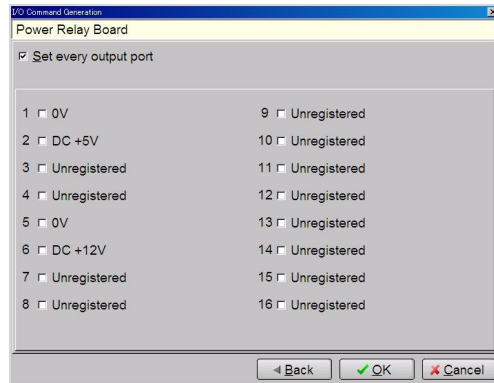 I/O Command Generation
Power Relay Board
Set every output port
1 0V
2 DC +5V
3 Unregistered
4 Unregistered
5 0V
6 DC +12V
7 Unregistered
8 Unregistered
9 Unregistered
10 Unregistered
11 Unregistered
12 Unregistered
13 Unregistered
14 Unregistered
15 Unregistered
16 Unregistered
Back OK Cancel